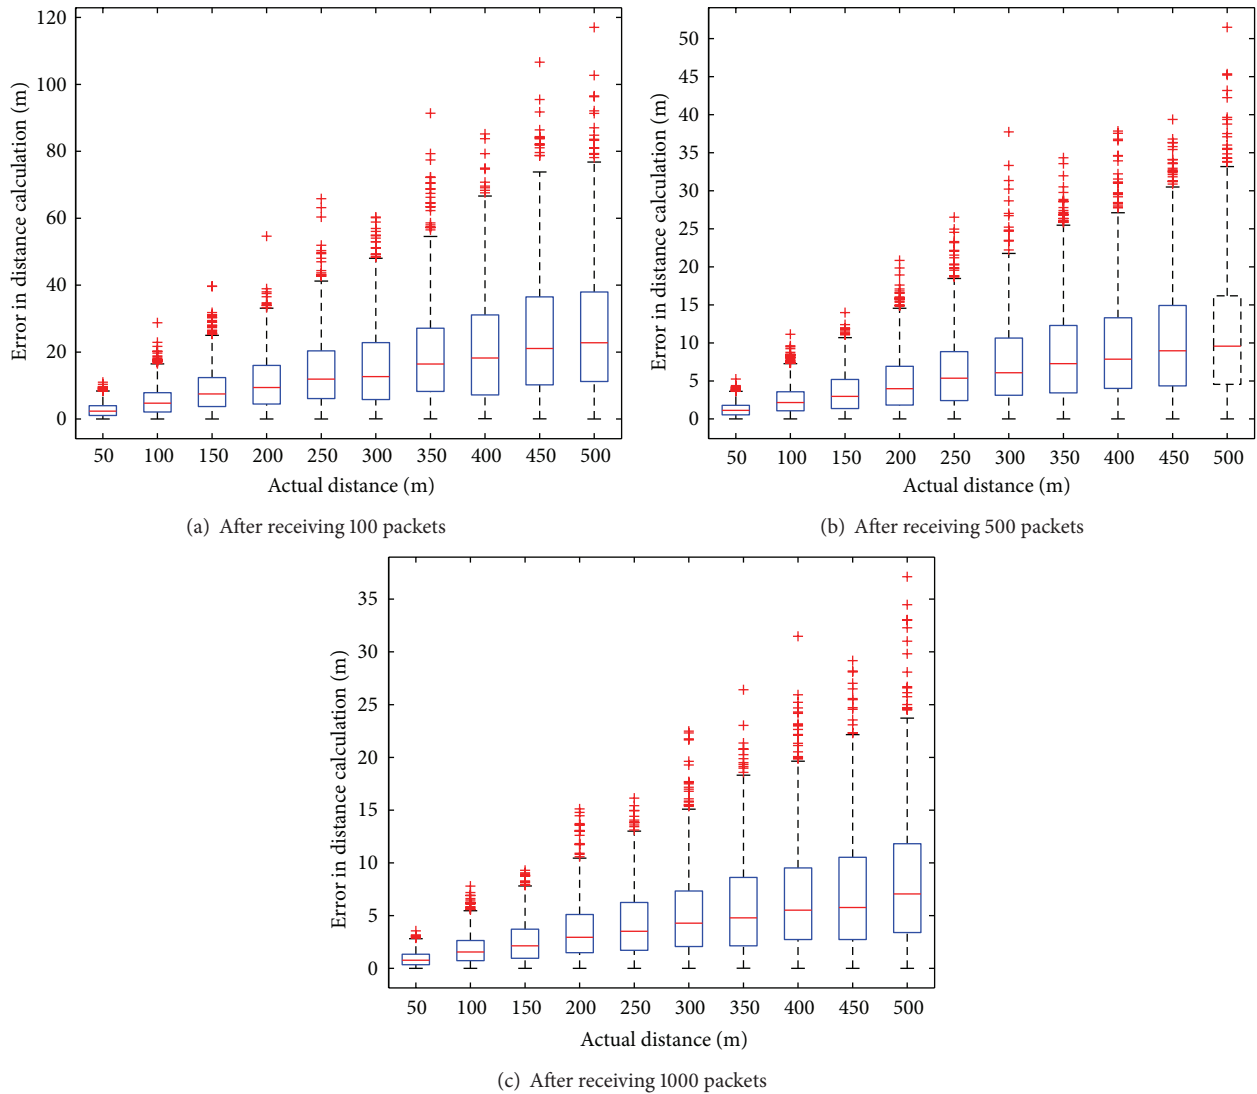 Error in distance calculation (m)
120
100
80
60
40
20
0
50 100 150 200 250 300 350 400 450 500
Actual distance (m)
(a) After receiving 100 packets
Error in distance calculation (m)
50
45
40
35
30
25
20
15
10
5
0
50 100 150 200 250 300 350 400 450 500
Actual distance (m)
(b) After receiving 500 packets
Error in distance calculation (m)
35
30
25
20
15
10
5
0
50 100 150 200 250 300 350 400 450 500
Actual distance (m)
(c) After receiving 1000 packets